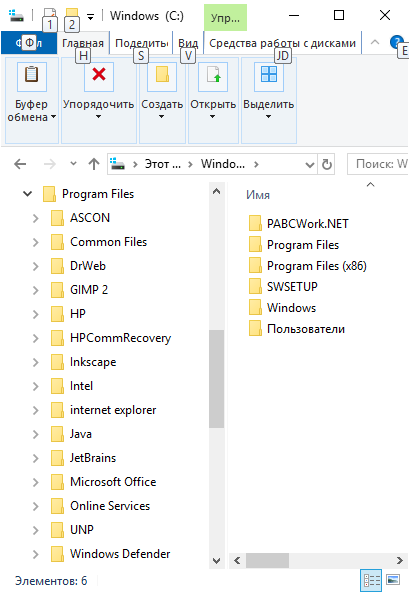 Windows (C:)
Упр...
1
2
Файл
Главная
Поделиться
Вид
Средства работы с дисками
Ф
H
S
V
JD
E
Буфер
обмена
Упорядочить
Создать
Открыть
Выделить
Этот ...
Windo...
Поиск: W
Program Files
ASCON
Common Files
DrWeb
GIMP 2
HP
HPCommRecovery
Inkscape
Intel
internet explorer
Java
JetBrains
Microsoft Office
Online Services
UNP
Windows Defender
Имя
PABCWork.NET
Program Files
Program Files (x86)
SWSETUP
Windows
Пользователи
Элементов: 6